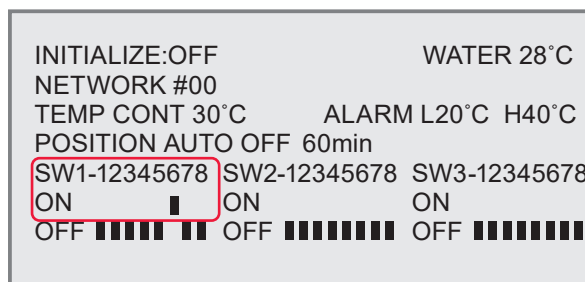 INITIALIZE:OFF WATER 28˚C
NETWORK #00
TEMP CONT 30˚C ALARM L20˚C H40˚C
POSITION AUTO OFF 60min
SW1-12345678 SW2-12345678 SW3-12345678
ON ON ON
OFF OFF OFF